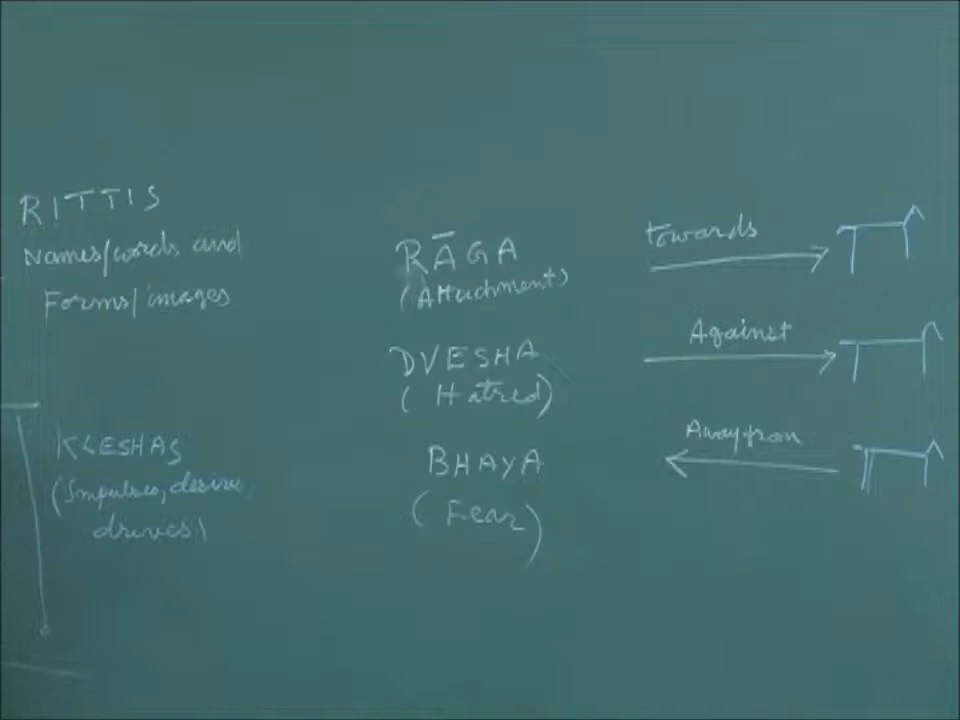 RITTIS
Names/words and
Forms/images
KLESHAS
(Impulses, desire,
drives)
RĀGA
(Attachment)
DVESHA
(Hatred)
BHAYA
(Fear)
towards
Against
Away from